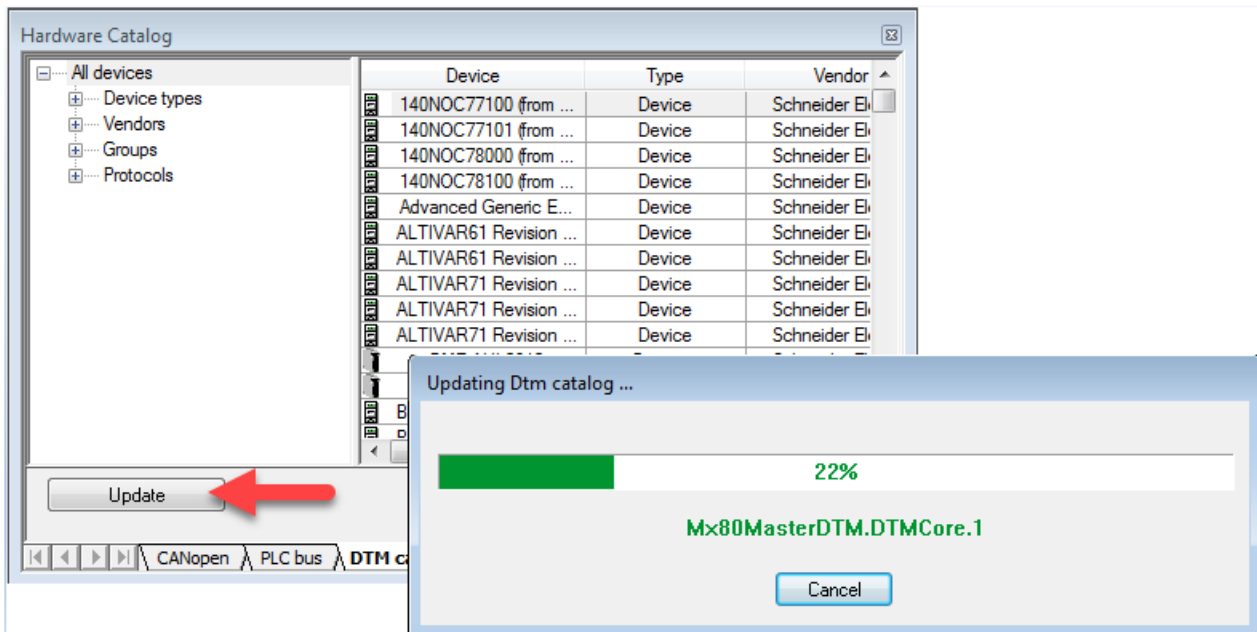 Hardware Catalog
All devices
Device types
Vendors
Groups
Protocols
Device Type Vendor
140NOC77100 (from ... Device Schneider El
140NOC77101 (from ... Device Schneider El
140NOC78000 (from ... Device Schneider El
140NOC78100 (from ... Device Schneider El
Advanced Generic E... Device Schneider El
ALTIVAR61 Revision ... Device Schneider El
ALTIVAR61 Revision ... Device Schneider El
ALTIVAR71 Revision ... Device Schneider El
ALTIVAR71 Revision ... Device Schneider El
ALTIVAR71 Revision ... Device Schneider El
B
Update
CANopen PLC bus DTM ca
Updating Dtm catalog ...
22%
Mx80MasterDTM.DTMCore.1
Cancel